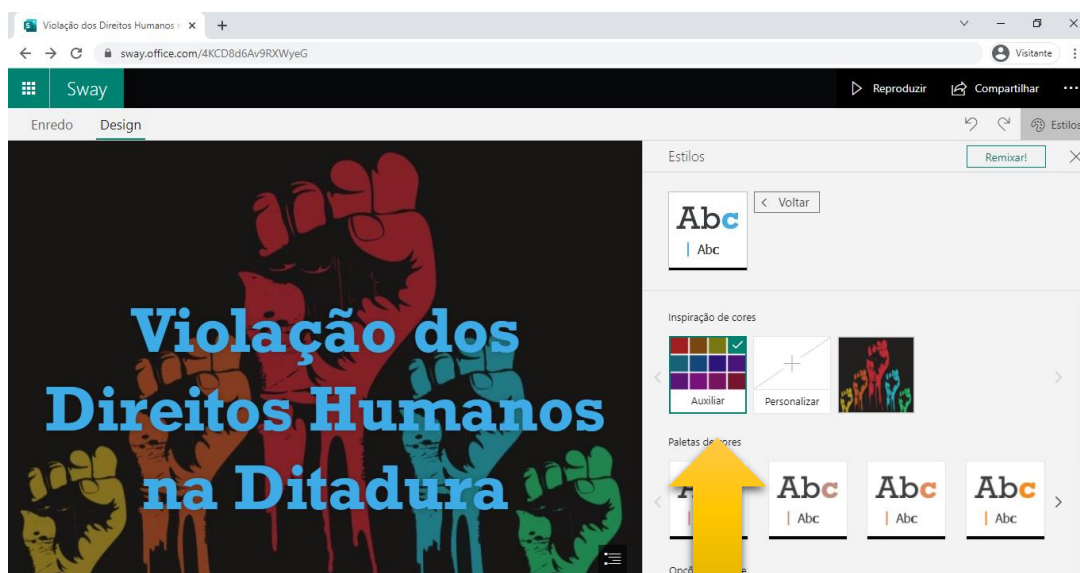 Violação dos Direitos Humanos
sway.office.com/4KCD8d6Av9RXWyeG
Visitante
Sway
Reproduzir
Compartilhar
Enredo
Design
Estilos
Estilos
Remixar!
Abc
Abc
Voltar
Inspiração de cores
Auxiliar
Personalizar
Paletas de cores
Abc
Abc
Abc
Abc
Abc
Abc
Violação dos
Direitos Humanos
na Ditadura